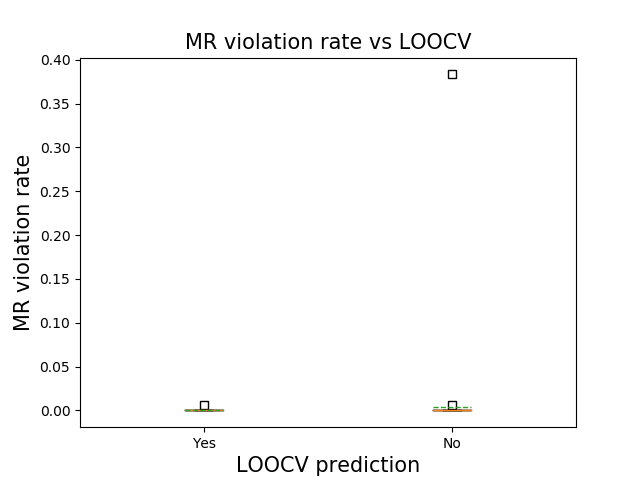 MR violation rate vs LOOCV
MR violation rate
0.40
0.35
0.30
0.25
0.20
0.15
0.10
0.05
0.00
Yes
No
LOOCV prediction